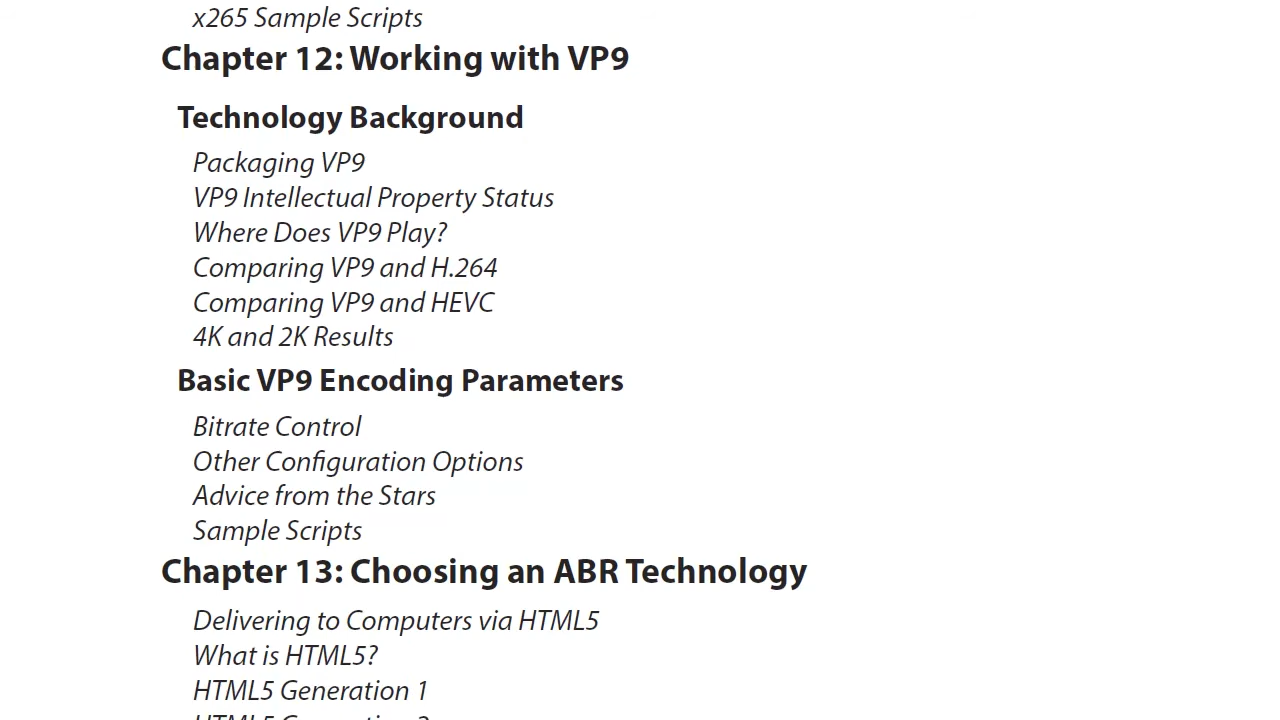 x265 Sample Scripts
Chapter 12: Working with VP9
Technology Background
Packaging VP9
VP9 Intellectual Property Status
Where Does VP9 Play?
Comparing VP9 and H.264
Comparing VP9 and HEVC
4K and 2K Results
Basic VP9 Encoding Parameters
Bitrate Control
Other Configuration Options
Advice from the Stars
Sample Scripts
Chapter 13: Choosing an ABR Technology
Delivering to Computers via HTML5
What is HTML5?
HTML5 Generation 1
HTML5 Generation 2